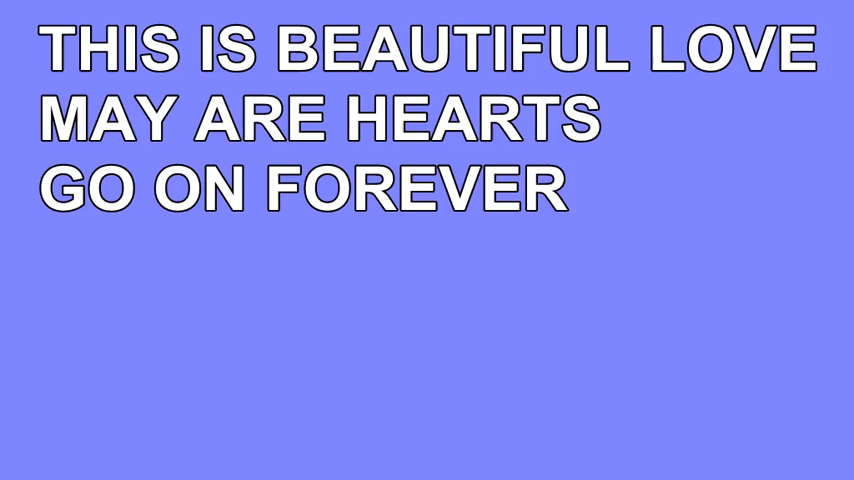 THIS IS BEAUTIFUL LOVE
MAY ARE HEARTS
GO ON FOREVER